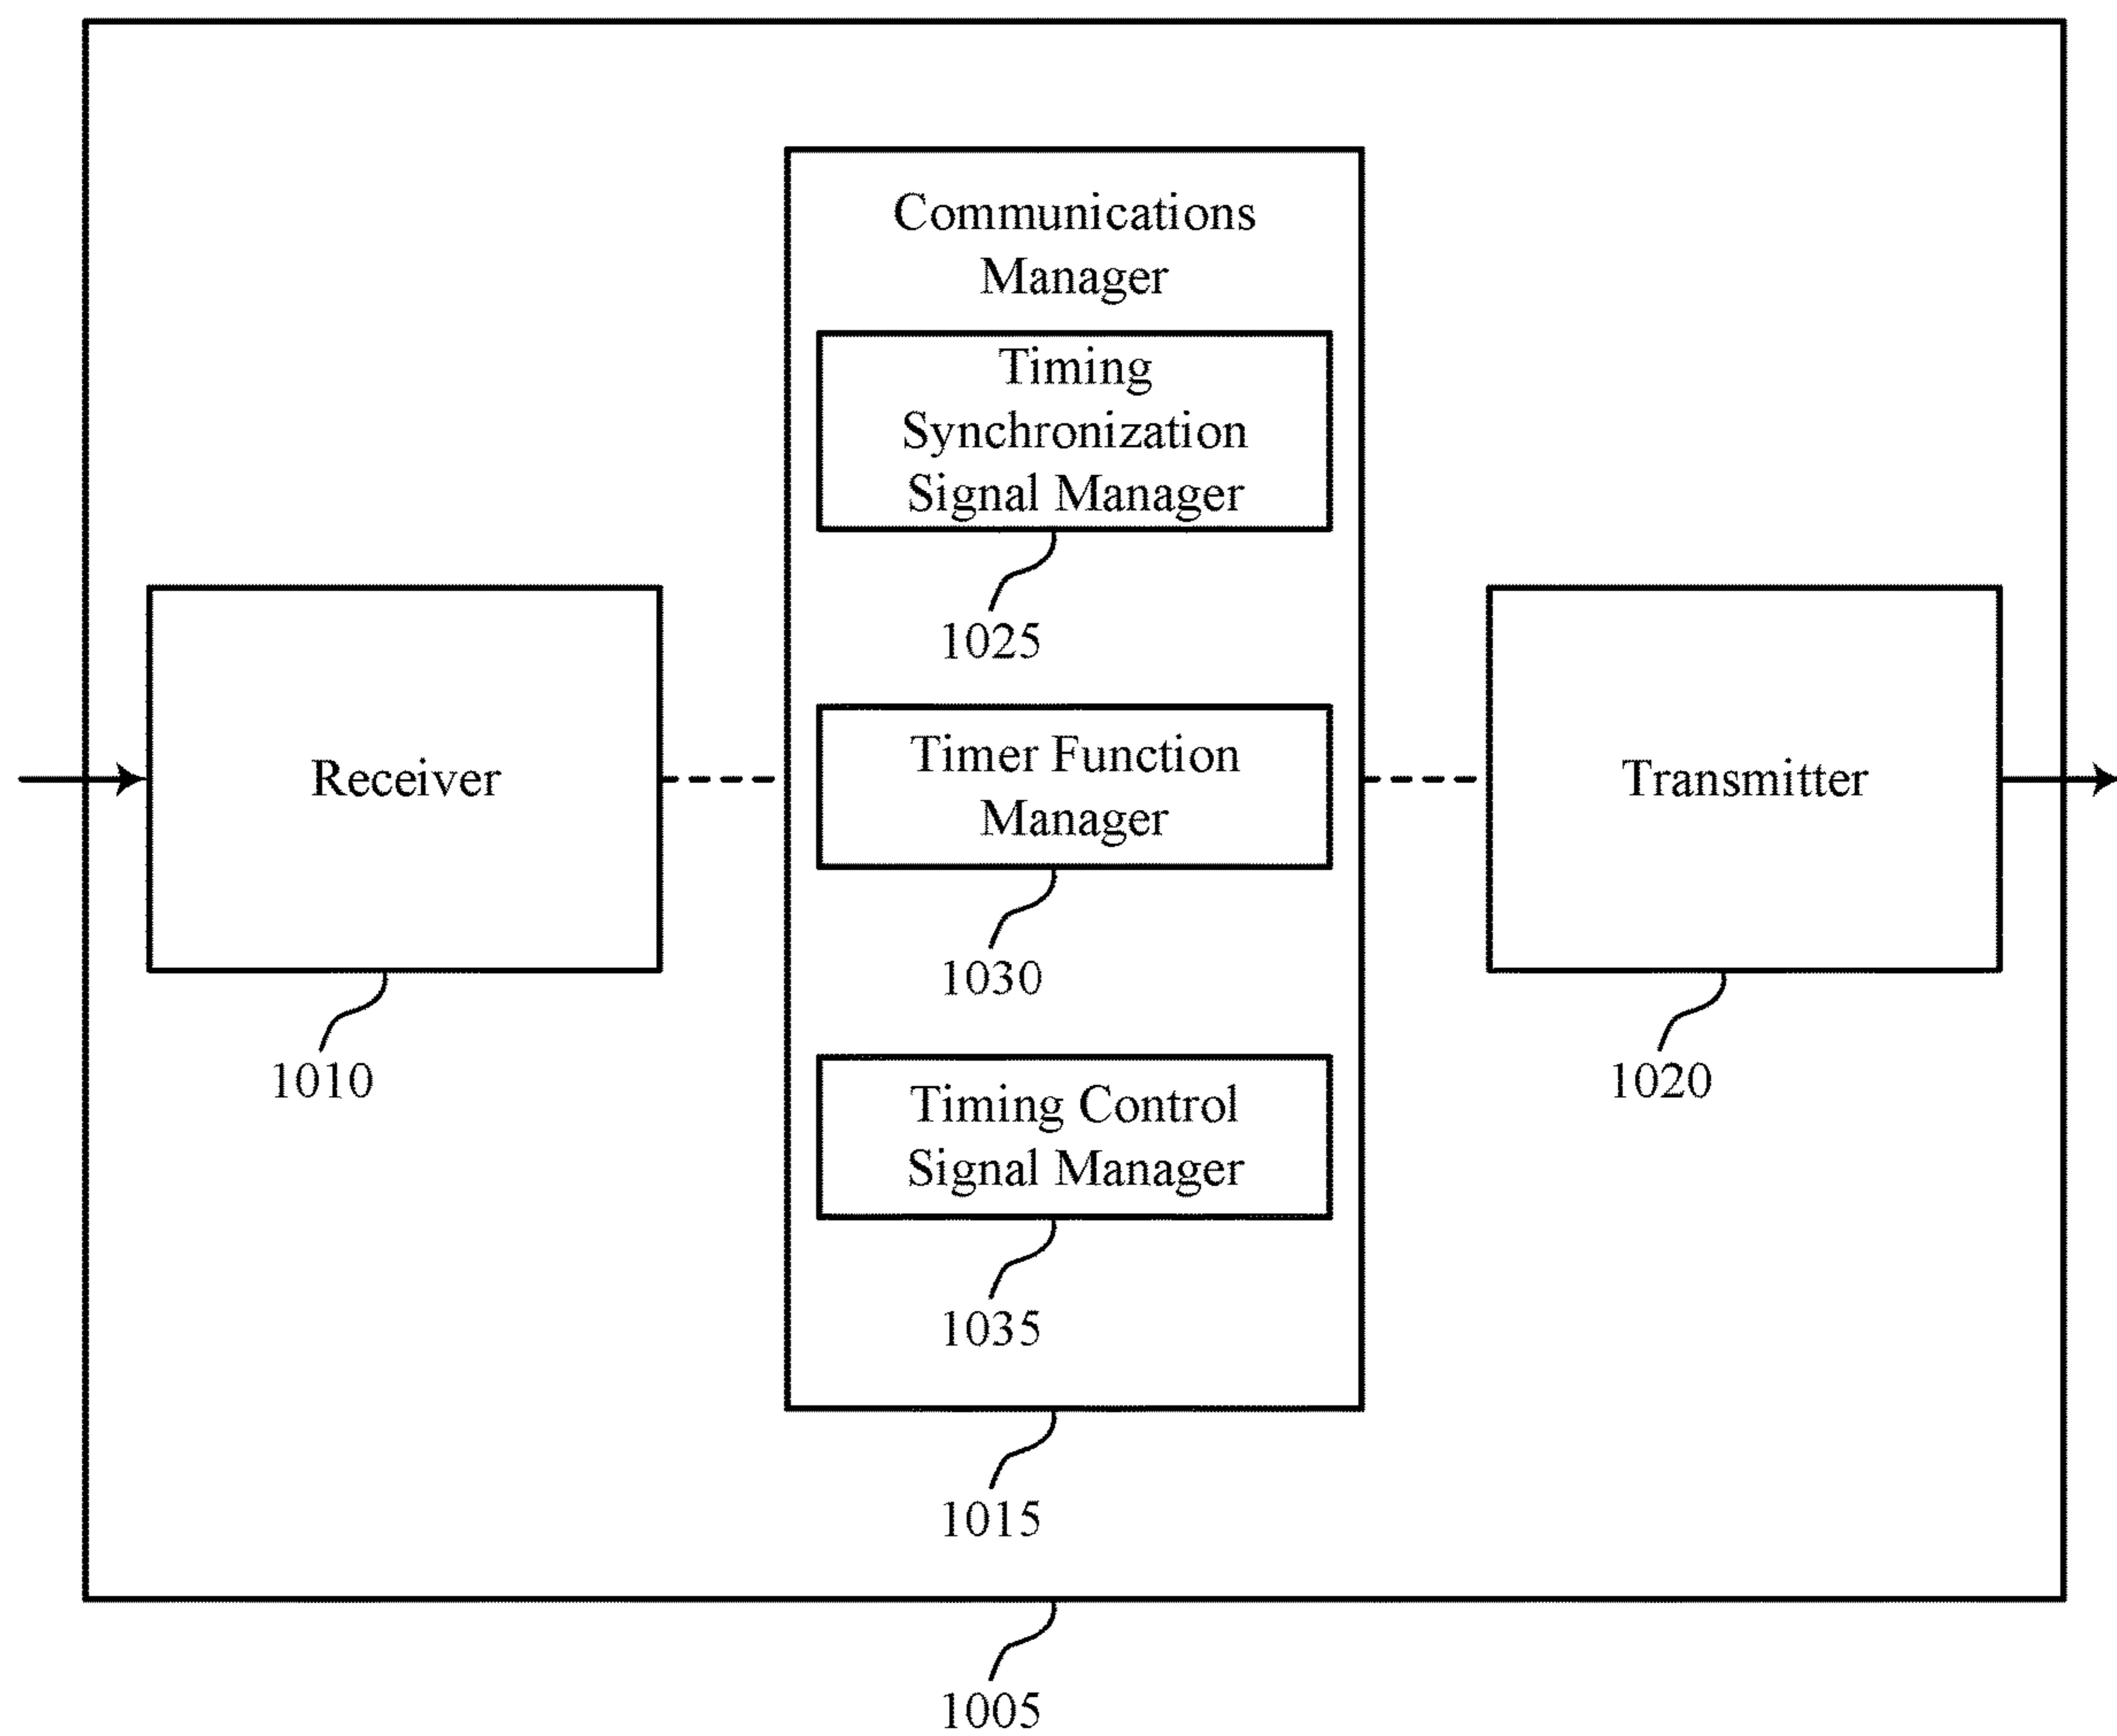 Communications
Manager
Timing
Synchronization
Signal Manager
1025
Receiver
1010
Timer Function
Manager
1030
Transmitter
1020
Timing Control
Signal Manager
1035
1015
1005